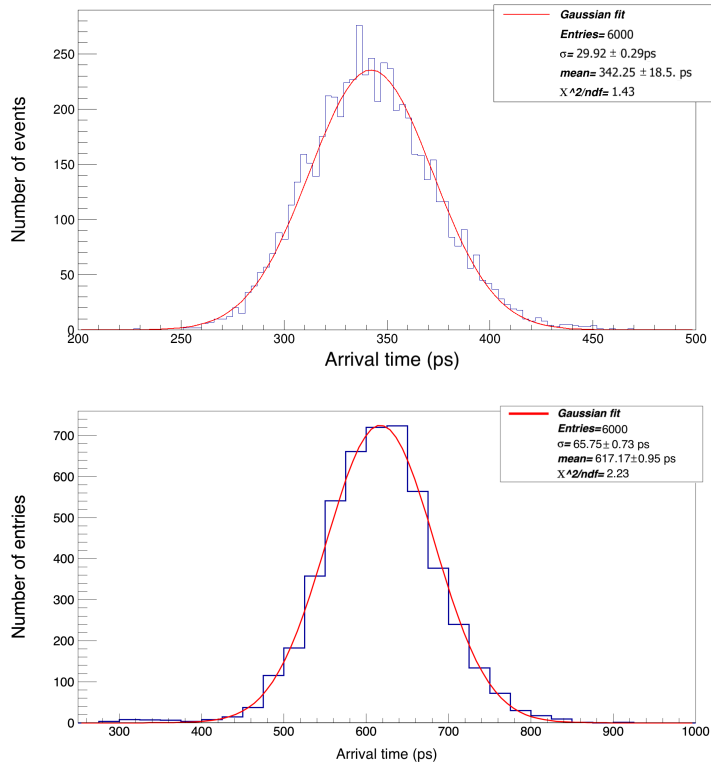 Gaussian fit
Entries= 6000
σ= 29.92 ± 0.29ps
mean= 342.25 ± 18.5. ps
X^2/ndf= 1.43
Number of events
250
200
150
100
50
0
200 250 300 350 400 450 500
Arrival time (ps)
Gaussian fit
Entries=6000
σ= 65.75± 0.73 ps
mean= 617.17±0.95 ps
X^2/ndf= 2.23
Number of entries
700
600
500
400
300
200
100
0
300 400 500 600 700 800 900 1000
Arrival time (ps)